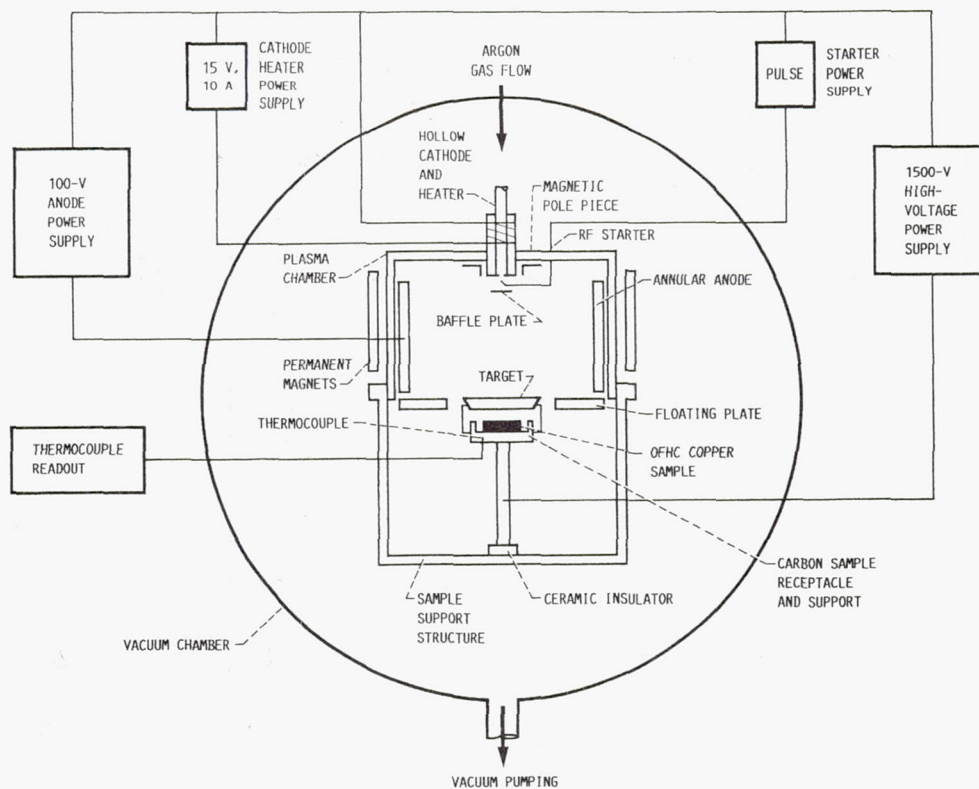 15 V,
10 A
CATHODE
HEATER
POWER
SUPPLY
ARGON
GAS FLOW
PULSE
STARTER
POWER
SUPPLY
100-V
ANODE
POWER
SUPPLY
HOLLOW
CATHODE
AND
HEATER
MAGNETIC
POLE PIECE
RF STARTER
1500-V
HIGH-
VOLTAGE
POWER
SUPPLY
PLASMA
CHAMBER
ANNULAR ANODE
BAFFLE PLATE
PERMANENT
MAGNETS
TARGET
THERMOCOUPLE
FLOATING PLATE
THERMOCOUPLE
READOUT
OFHC COPPER
SAMPLE
SAMPLE
SUPPORT
STRUCTURE
CERAMIC INSULATOR
CARBON SAMPLE
RECEPTACLE
AND SUPPORT
VACUUM CHAMBER
VACUUM PUMPING